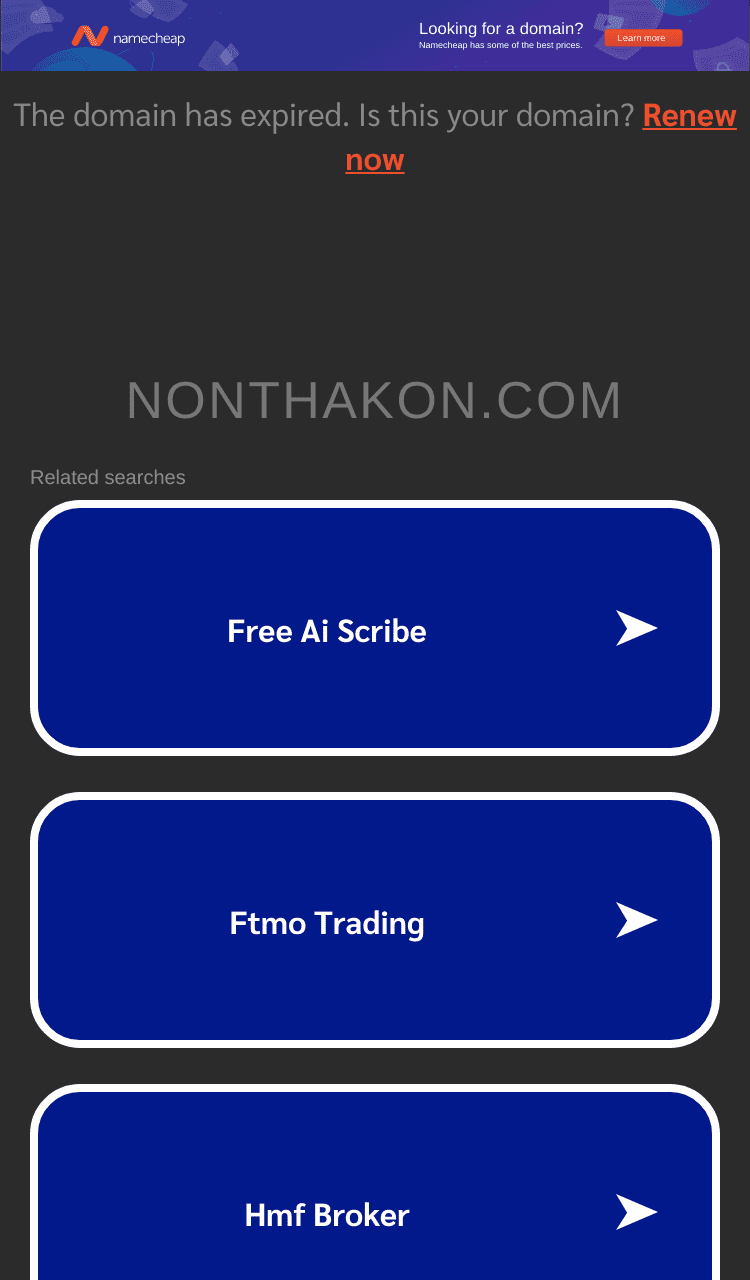 namecheap
Looking for a domain?
Namecheap has some of the best prices.
Learn more
The domain has expired. Is this your domain? Renew
now
NONTHAKON.COM
Related searches
Free Ai Scribe
Ftmo Trading
Hmf Broker